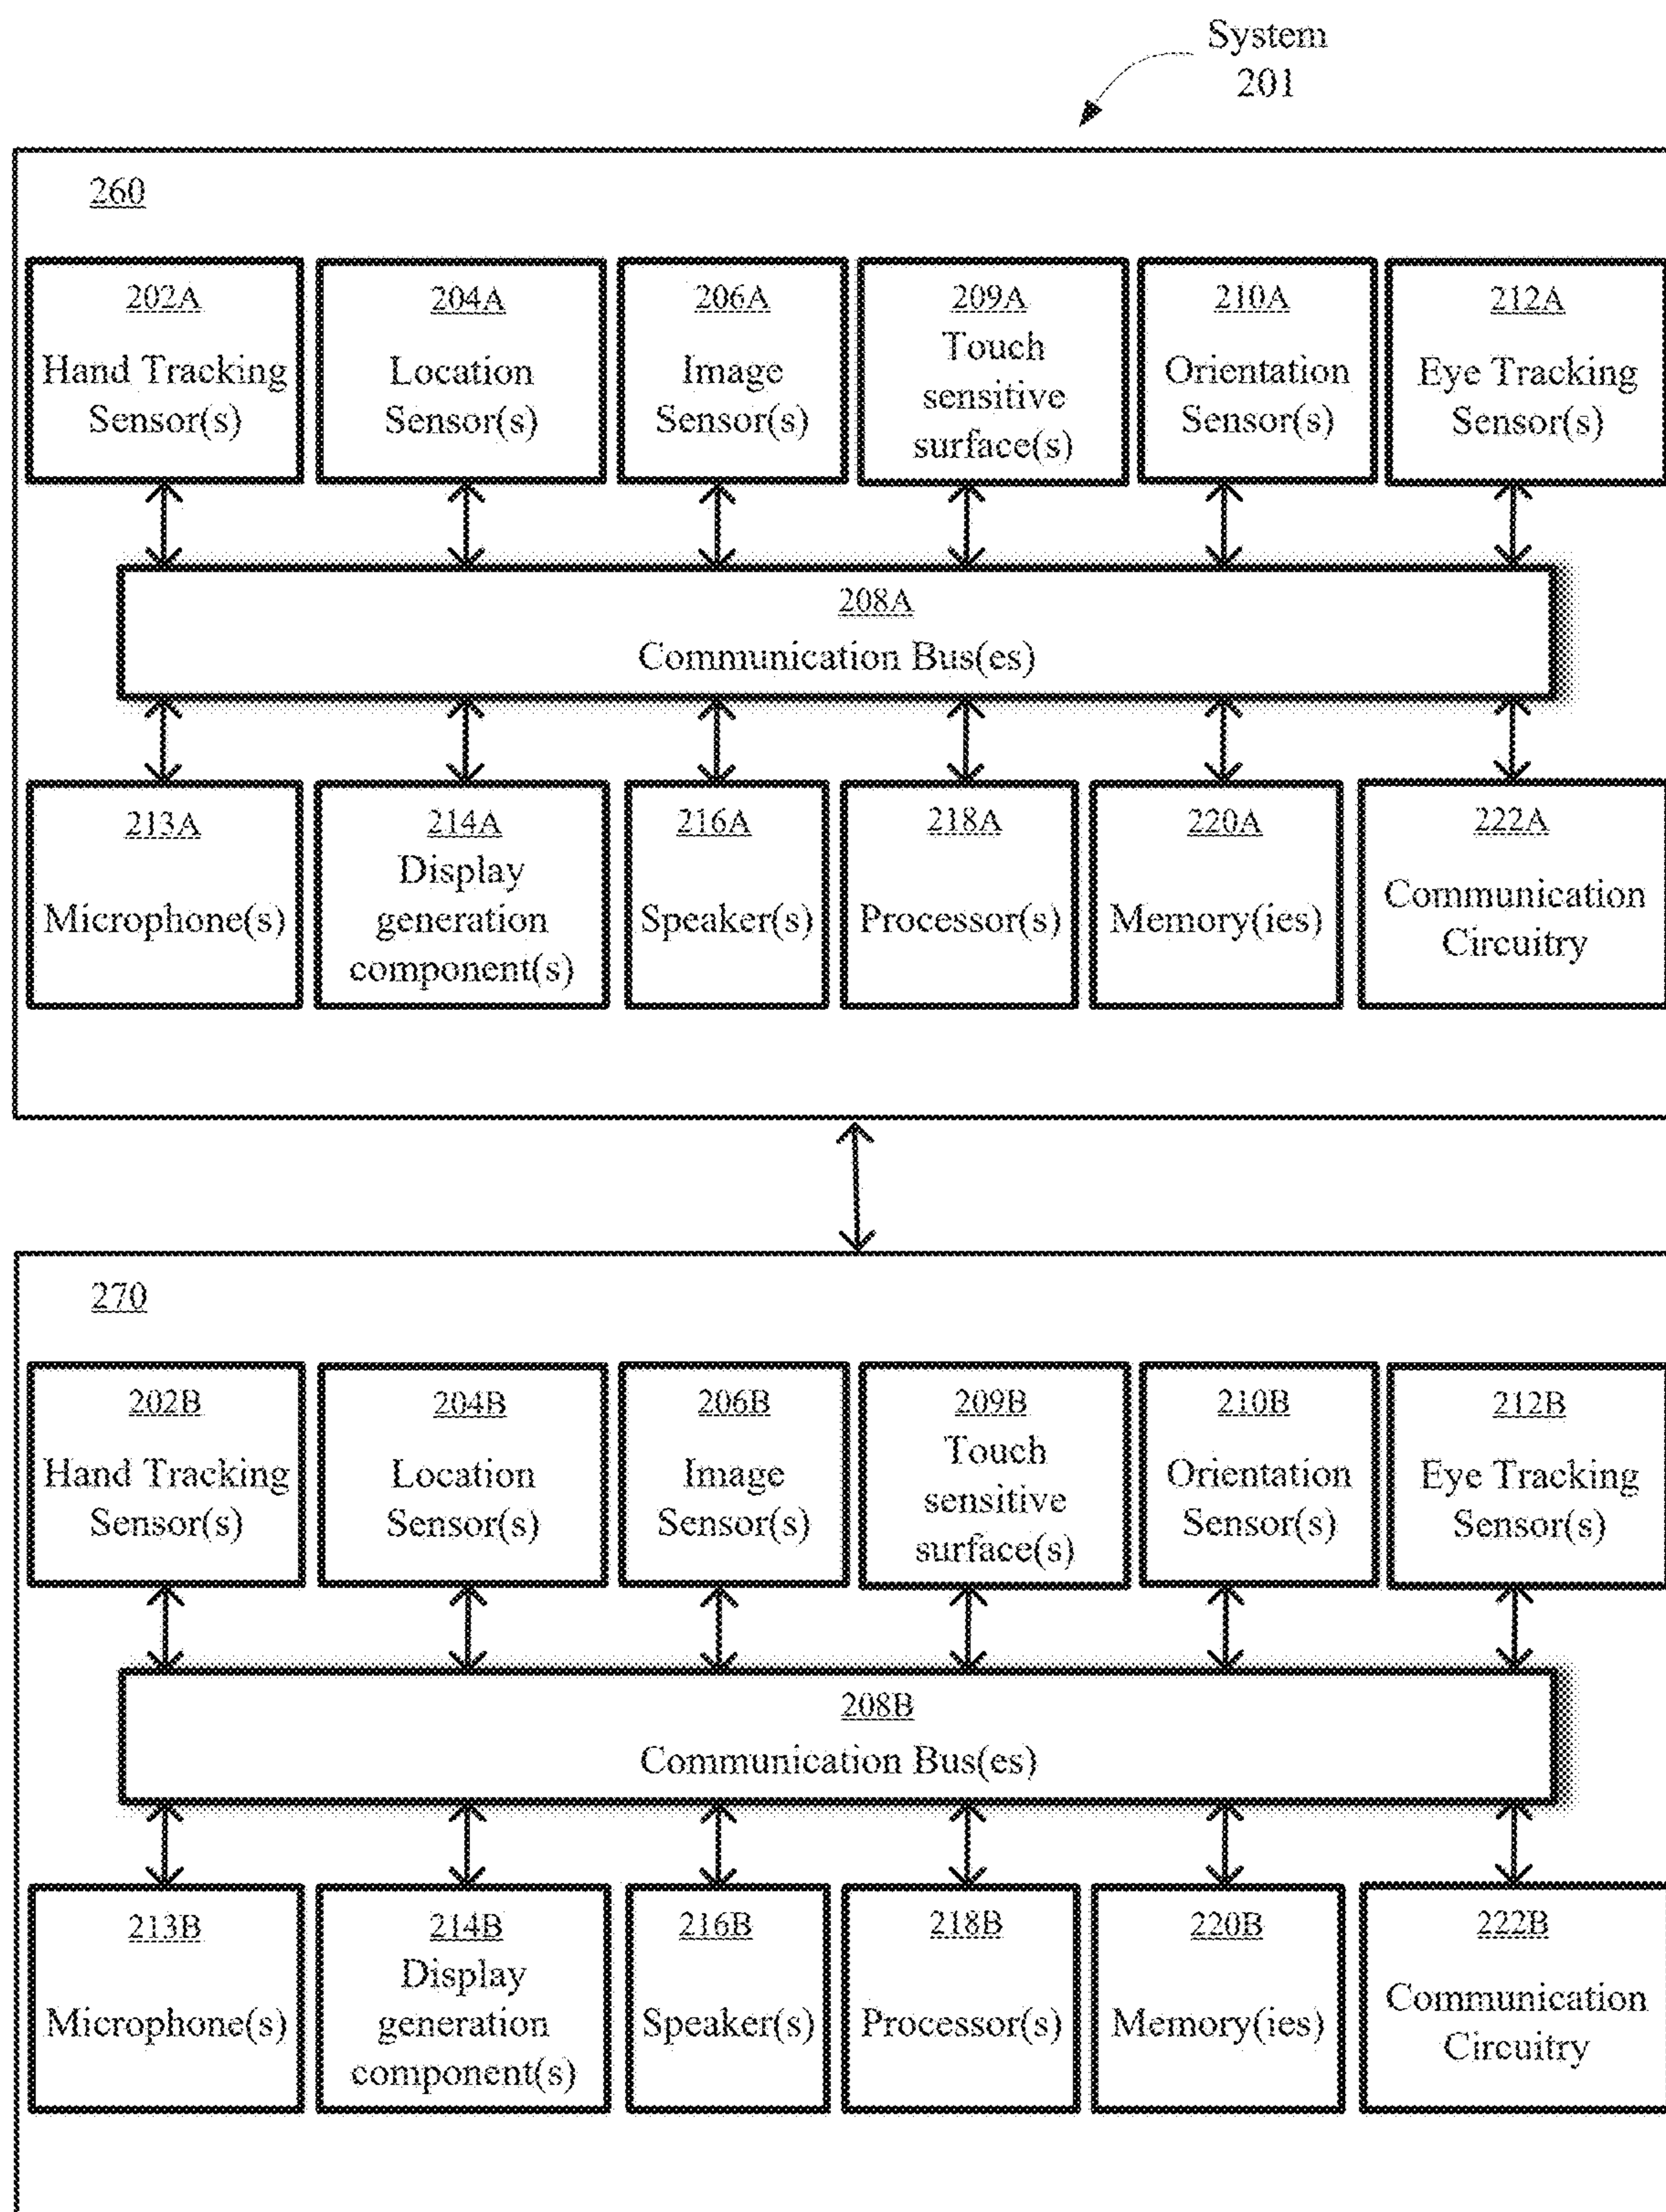 System
201
260
202A
Hand Tracking
Sensor(s)
204A
Location
Sensor(s)
206A
Image
Sensor(s)
209A
Touch
sensitive
surface(s)
210A
Orientation
Sensor(s)
212A
Eye Tracking
Sensor(s)
208A
Communication Bus(es)
213A
Microphone(s)
214A
Display
generation
component(s)
216A
Speaker(s)
218A
Processor(s)
220A
Memory(ies)
222A
Communication
Circuitry
270
202B
Hand Tracking
Sensor(s)
204B
Location
Sensor(s)
206B
Image
Sensor(s)
209B
Touch
sensitive
surface(s)
210B
Orientation
Sensor(s)
212B
Eye Tracking
Sensor(s)
208B
Communication Bus(es)
213B
Microphone(s)
214B
Display
generation
component(s)
216B
Speaker(s)
218B
Processor(s)
220B
Memory(ies)
222B
Communication
Circuitry